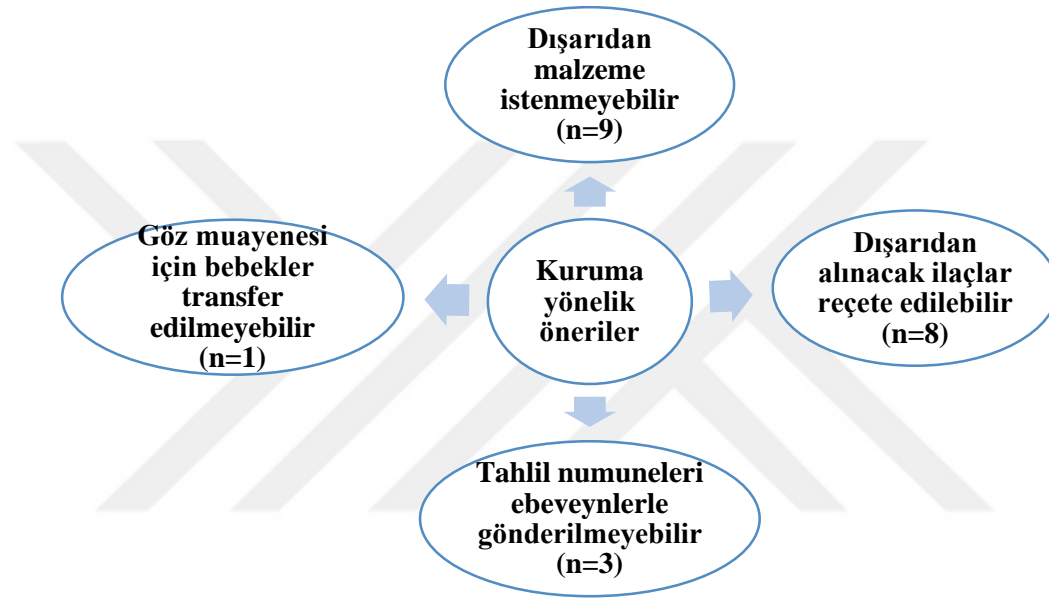 Dışarıdan
malzeme
istenmeyebilir
(n=9)
Göz muayenesi
için bebekler
transfer
edilmeyebilir
(n=1)
Kuruma
yönelik
öneriler
Dışarıdan
alınacak ilaçlar
reçete edilebilir
(n=8)
Tahlil numuneleri
ebeveynlerle
gönderilmeyebilir
(n=3)